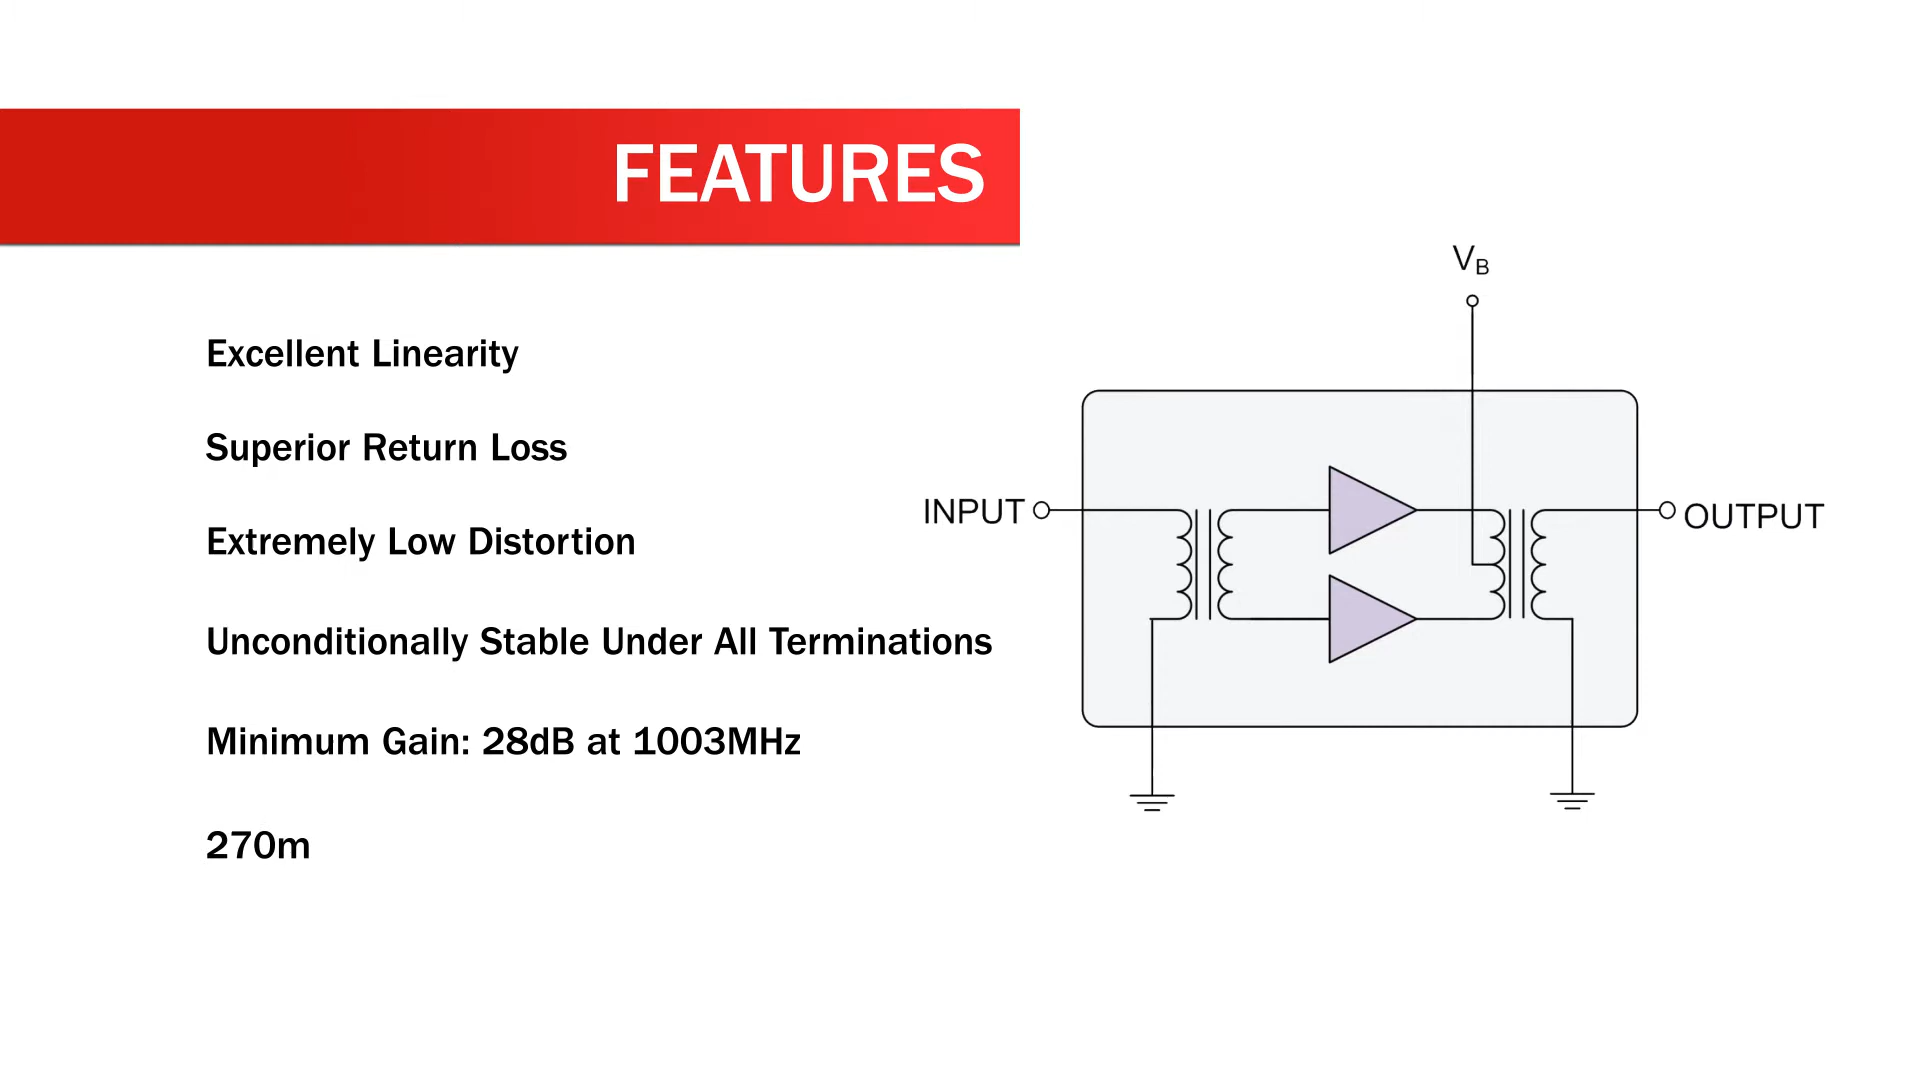 FEATURES
Excellent Linearity
Superior Return Loss
Extremely Low Distortion
Unconditionally Stable Under All Terminations
Minimum Gain: 28dB at 1003MHz
270m
VB
INPUT
OUTPUT